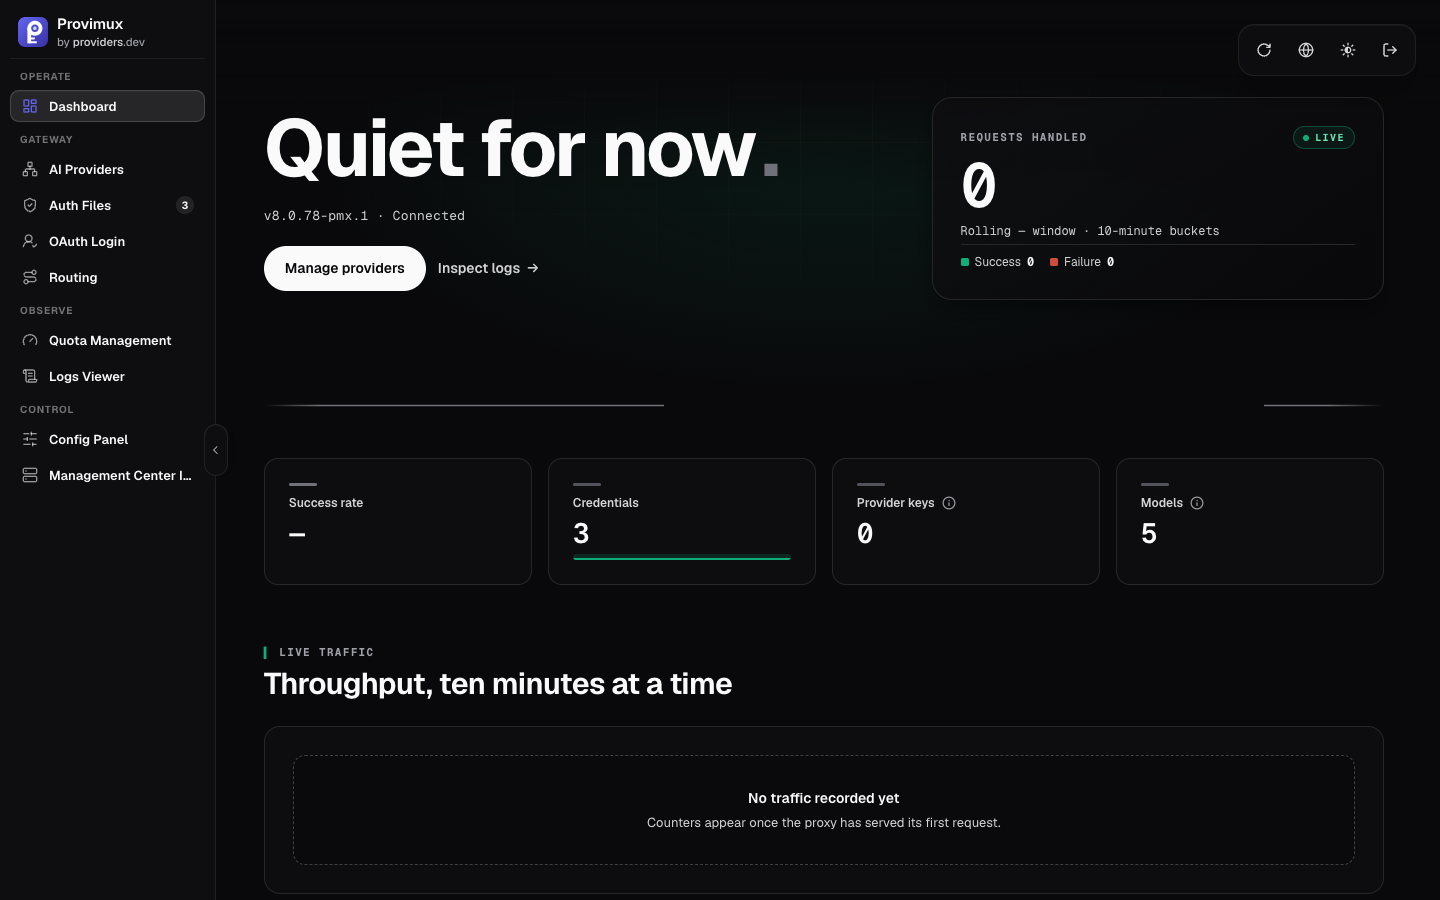 Provimux
by providers.dev
OPERATE
Dashboard
GATEWAY
AI Providers
Auth Files 3
OAuth Login
Routing
OBSERVE
Quota Management
Logs Viewer
CONTROL
Config Panel
Management Center I...
Quiet for now.
v8.0.78-pmx.1 · Connected
Manage providers
Inspect logs →
REQUESTS HANDLED
LIVE
0
Rolling — window · 10-minute buckets
Success 0 Failure 0
Success rate
—
Credentials
3
Provider keys
0
Models
5
LIVE TRAFFIC
Throughput, ten minutes at a time
No traffic recorded yet
Counters appear once the proxy has served its first request.